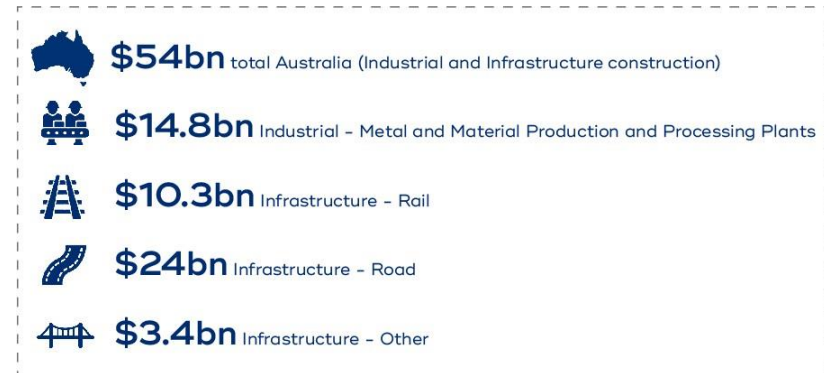 $54bn total Australia (Industrial and Infrastructure construction)
$14.8bn Industrial - Metal and Material Production and Processing Plants
$10.3bn Infrastructure - Rail
$24bn Infrastructure - Road
$3.4bn Infrastructure - Other